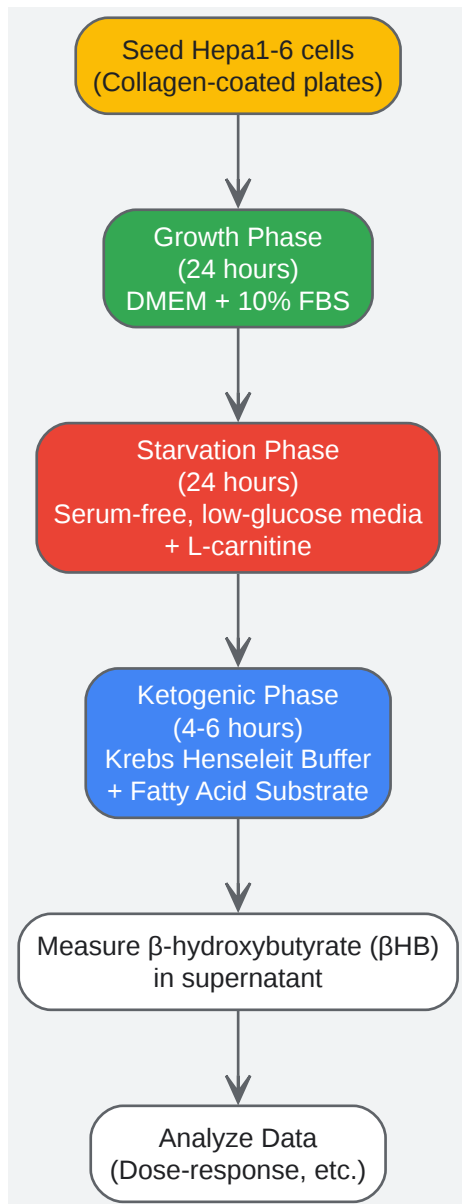 Seed Hepa1-6 cells
(Collagen-coated plates)
Growth Phase
(24 hours)
DMEM + 10% FBS
Starvation Phase
(24 hours)
Serum-free, low-glucose media
+ L-carnitine
Ketogenic Phase
(4-6 hours)
Krebs Henseleit Buffer
+ Fatty Acid Substrate
Measure β-hydroxybutyrate (βHB)
in supernatant
Analyze Data
(Dose-response, etc.)